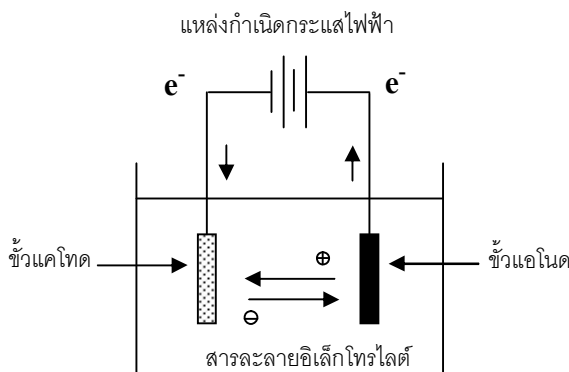 แหล่งกำเนิดกระแสไฟฟ้า
e⁻ e⁻
⊕
ขั้วแคโทด ขั้วแอโนด
⊖
สารละลายอิเล็กโทรไลต์